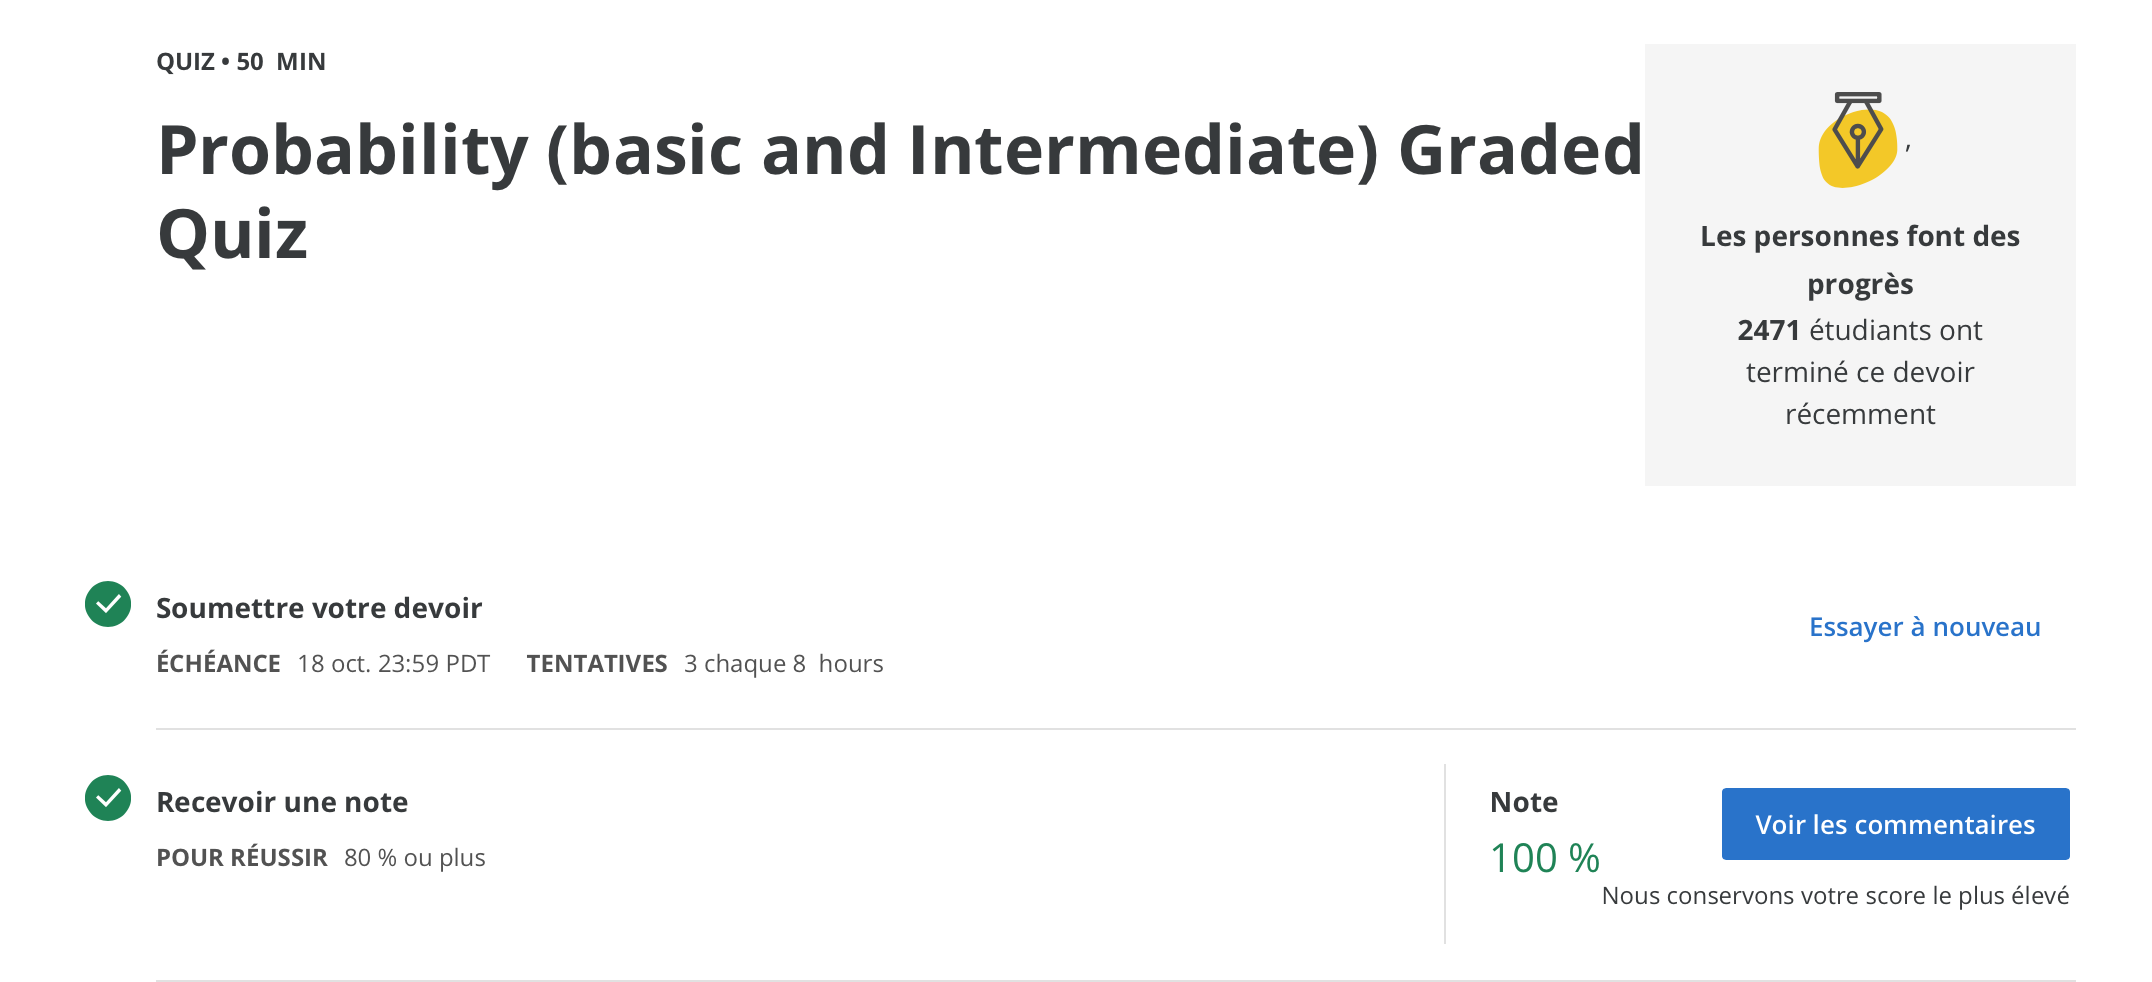 QUIZ • 50 MIN
Probability (basic and Intermediate) Graded
Quiz
,
Les personnes font des
progrès
2471 étudiants ont
terminé ce devoir
récemment
Soumettre votre devoir
ÉCHÉANCE 18 oct. 23:59 PDT TENTATIVES 3 chaque 8 hours
Essayer à nouveau
Recevoir une note
POUR RÉUSSIR 80 % ou plus
Note
100 %
Voir les commentaires
Nous conservons votre score le plus élevé